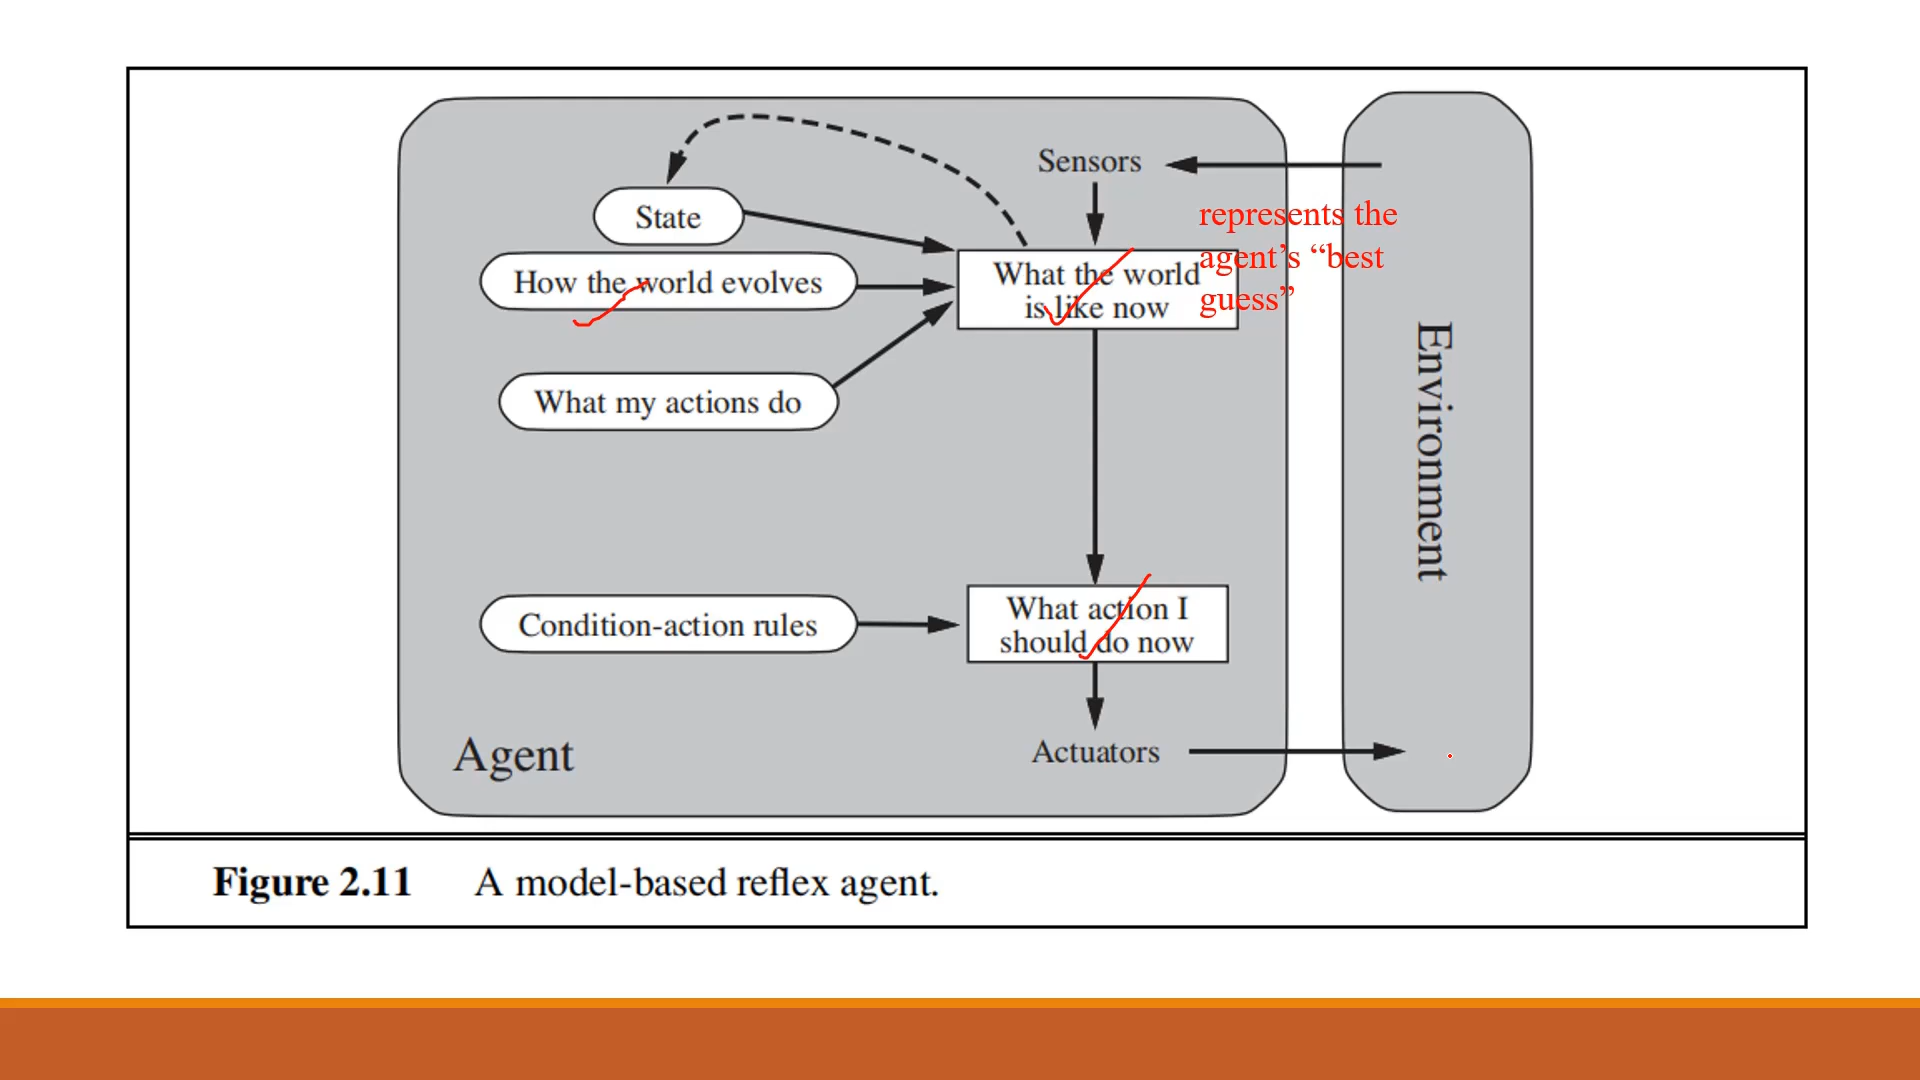 Sensors
represents the
agent’s “best
guess”
State
How the world evolves
What the world
is like now
What my actions do
Environment
Condition-action rules
What action I
should do now
Agent
Actuators
Figure 2.11 A model-based reflex agent.